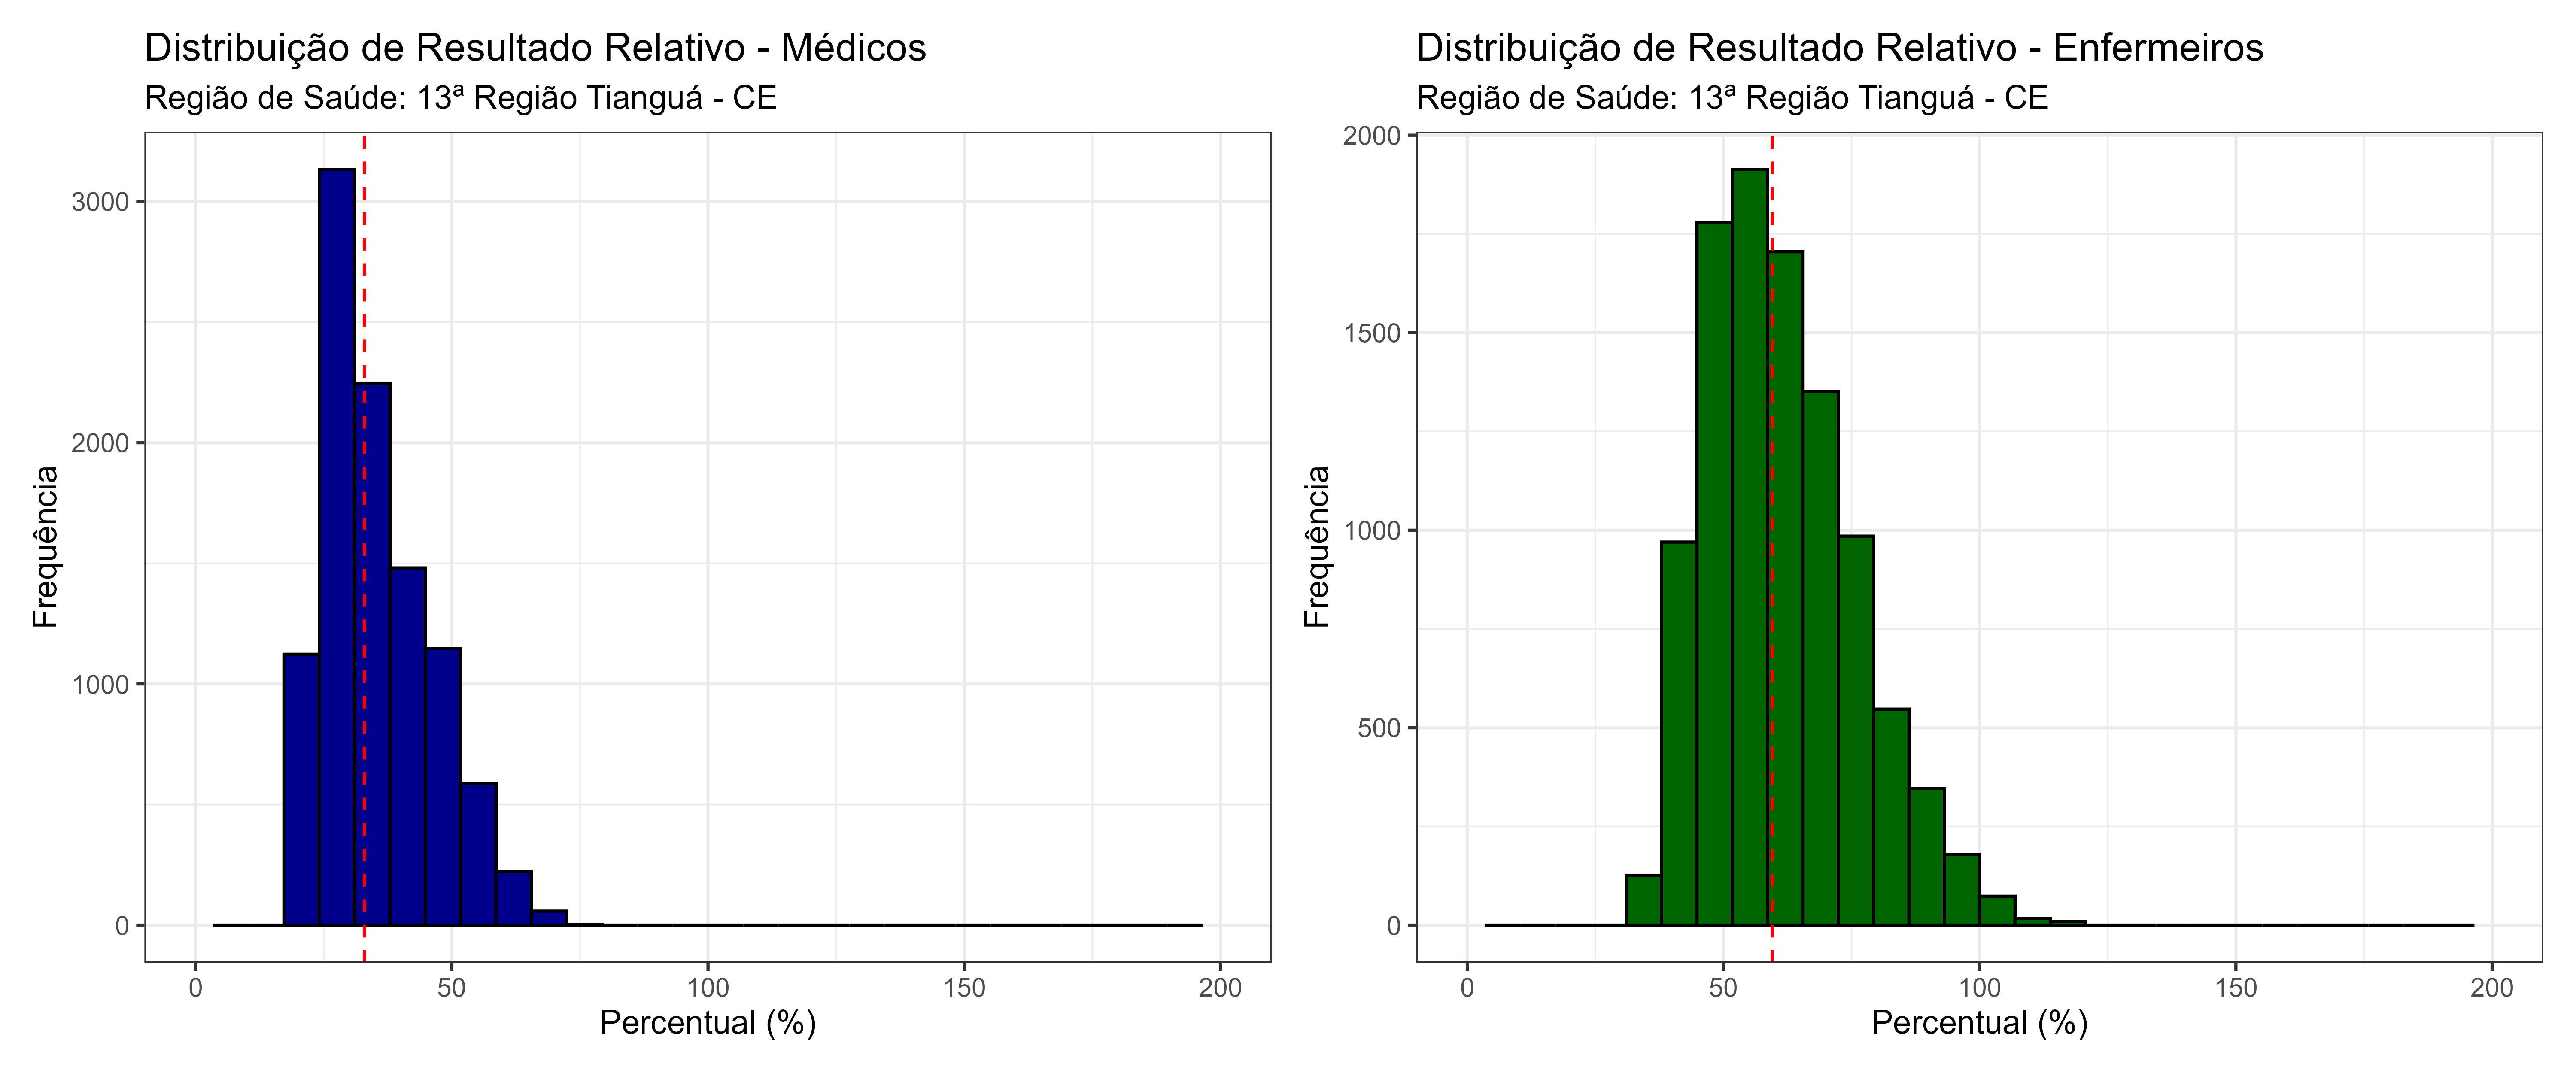 Distribuição de Resultado Relativo - Médicos
Região de Saúde: 13ª Região Tianguá - CE
3000
2000
1000
0
Frequência
0 50 100 150 200
Percentual (%)
Distribuição de Resultado Relativo - Enfermeiros
Região de Saúde: 13ª Região Tianguá - CE
2000
1500
1000
500
0
Frequência
0 50 100 150 200
Percentual (%)